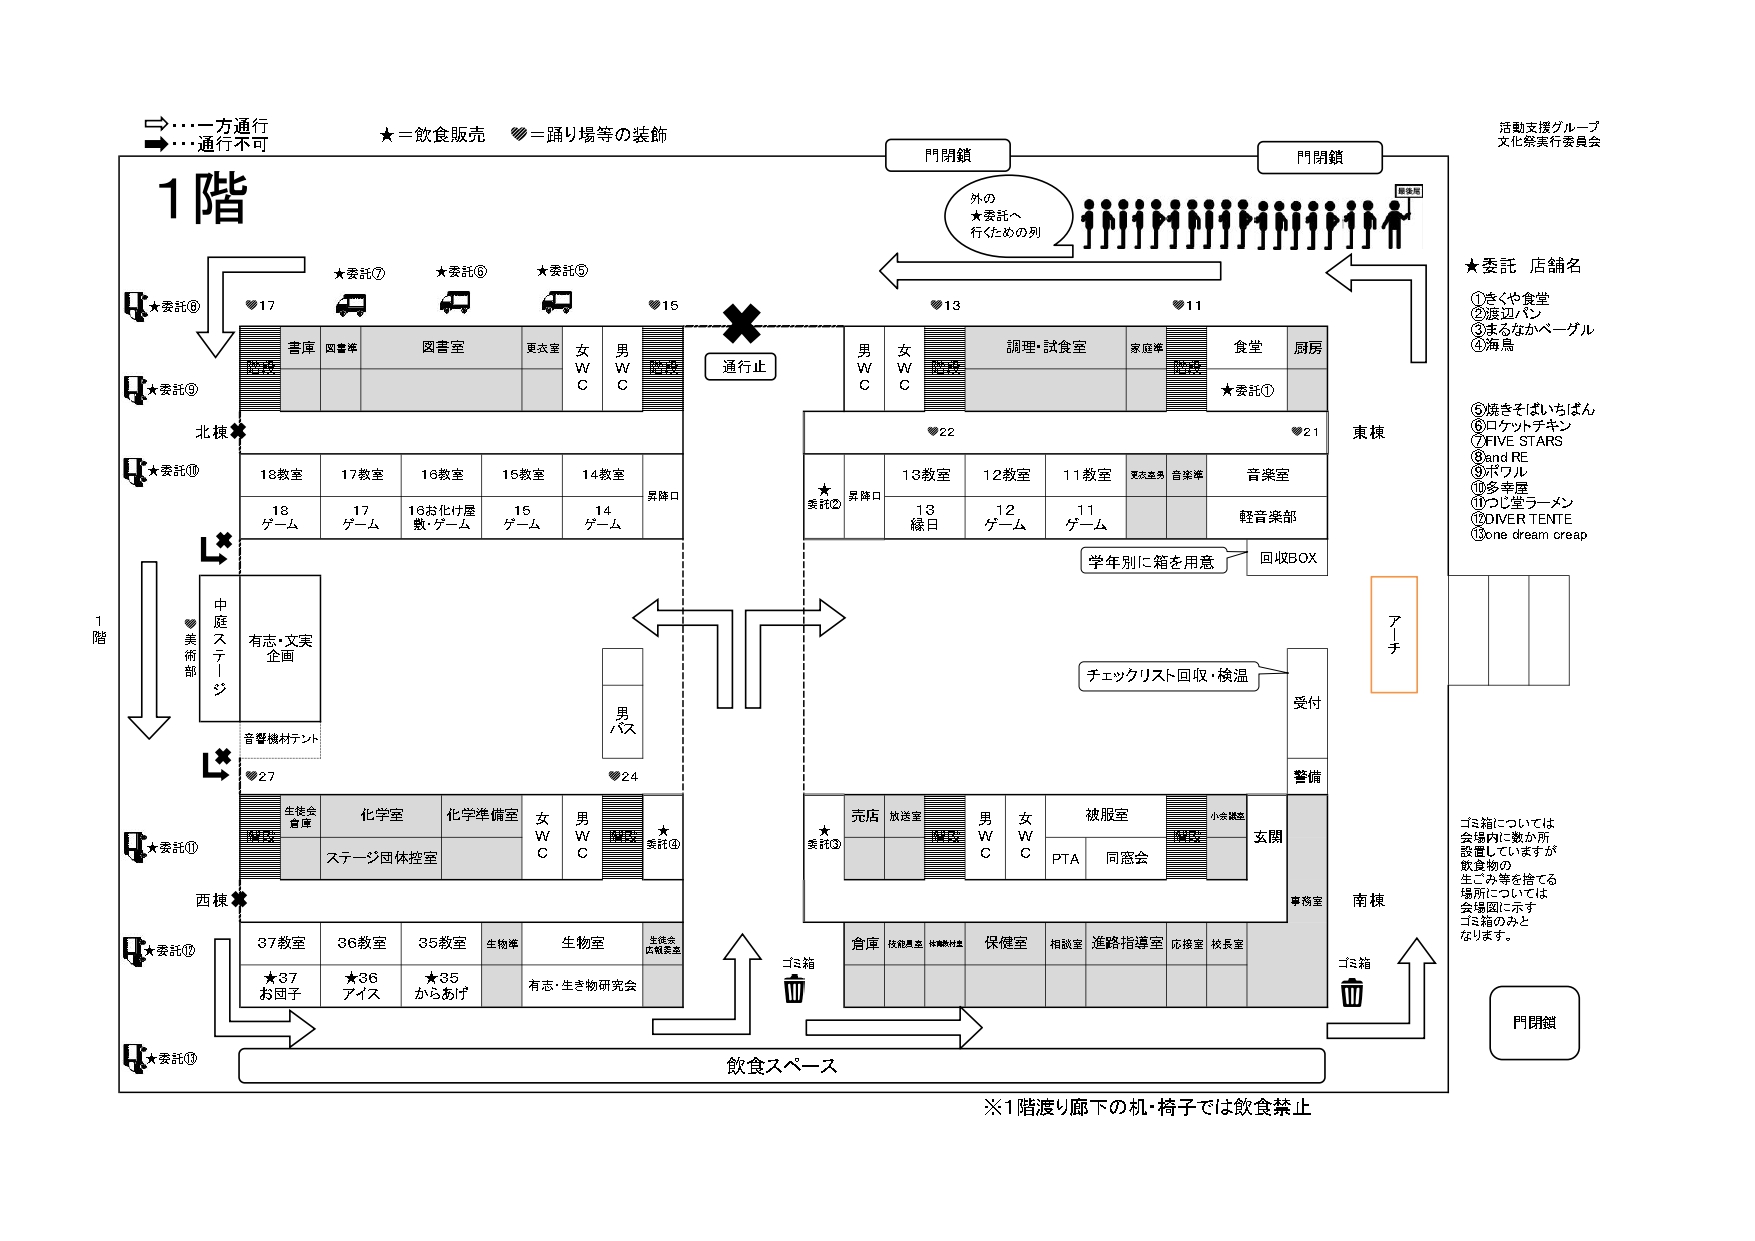 ⇨・・・一方通行
➡・・・通行不可
★＝飲食販売 ♥＝踊り場等の装飾
活動支援グループ
文化祭実行委員会
門閉鎖
門閉鎖
1階
外の
★委託へ
行くための列
最後尾
★委託⑦
★委託⑥
★委託⑤
★委託⑧
♥17
♥15
♥13
♥11
★委託 店舗名
①きくや食堂
②渡辺パン
③まるなかベーグル
④海鳥
⑤焼きそばいちばん
⑥ロケットチキン
⑦FIVE STARS
⑧and RE
⑨ポワル
⑩多幸屋
⑪つじ堂ラーメン
⑫DIVER TENTE
⑬one dream creap
階段
書庫
図書準
図書室
更衣室
女WC
男WC
階段
通行止
男WC
女WC
階段
調理・試食室
家庭準
階段
食堂
厨房
★委託①
★委託⑨
北棟
♥22
♥21
東棟
★委託⑩
18教室
17教室
16教室
15教室
14教室
昇降口
18
ゲーム
17
ゲーム
16お化け屋
敷・ゲーム
15
ゲーム
14
ゲーム
★
委託②
昇降口
13教室
12教室
11教室
更衣室男
音楽準
音楽室
13
縁日
12
ゲーム
11
ゲーム
軽音楽部
学年別に箱を用意
回収BOX
1階
♥美術部
中庭ステージ
有志・文実
企画
音響機材テント
男
バス
チェックリスト回収・検温
受付
警備
アーチ
♥27
♥24
★委託⑪
階段
生徒会
倉庫
化学室
化学準備室
女WC
男WC
階段
★
委託④
ステージ団体控室
★
委託③
売店
放送室
階段
男WC
女WC
被服室
PTA
同窓会
階段
小会議室
玄関
事務室
西棟
南棟
ゴミ箱については
会場内に数か所
設置していますが
飲食物の
生ごみ等を捨てる
場所については
会場図に示す
ゴミ箱のみと
なります。
★委託⑫
37教室
36教室
35教室
生物準
生物室
生徒会
広報委室
★37
お団子
★36
アイス
★35
からあげ
有志・生き物研究会
ゴミ箱
倉庫
技能員室
体育教材室
保健室
相談室
進路指導室
応接室
校長室
ゴミ箱
門閉鎖
★委託⑬
飲食スペース
※1階渡り廊下の机・椅子では飲食禁止